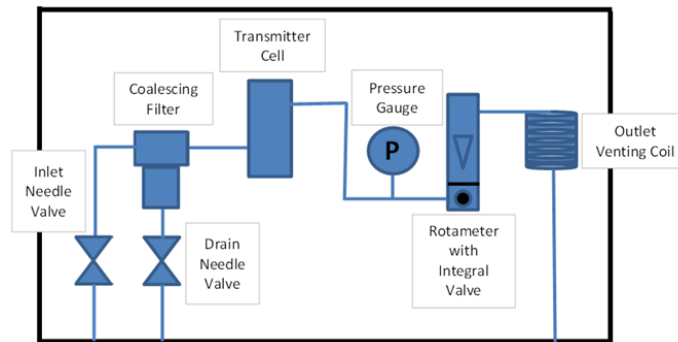 Transmitter
Cell
Coalescing
Filter
Pressure
Gauge
P
Outlet
Venting Coil
Inlet
Needle
Valve
Drain
Needle
Valve
Rotameter
with
Integral
Valve